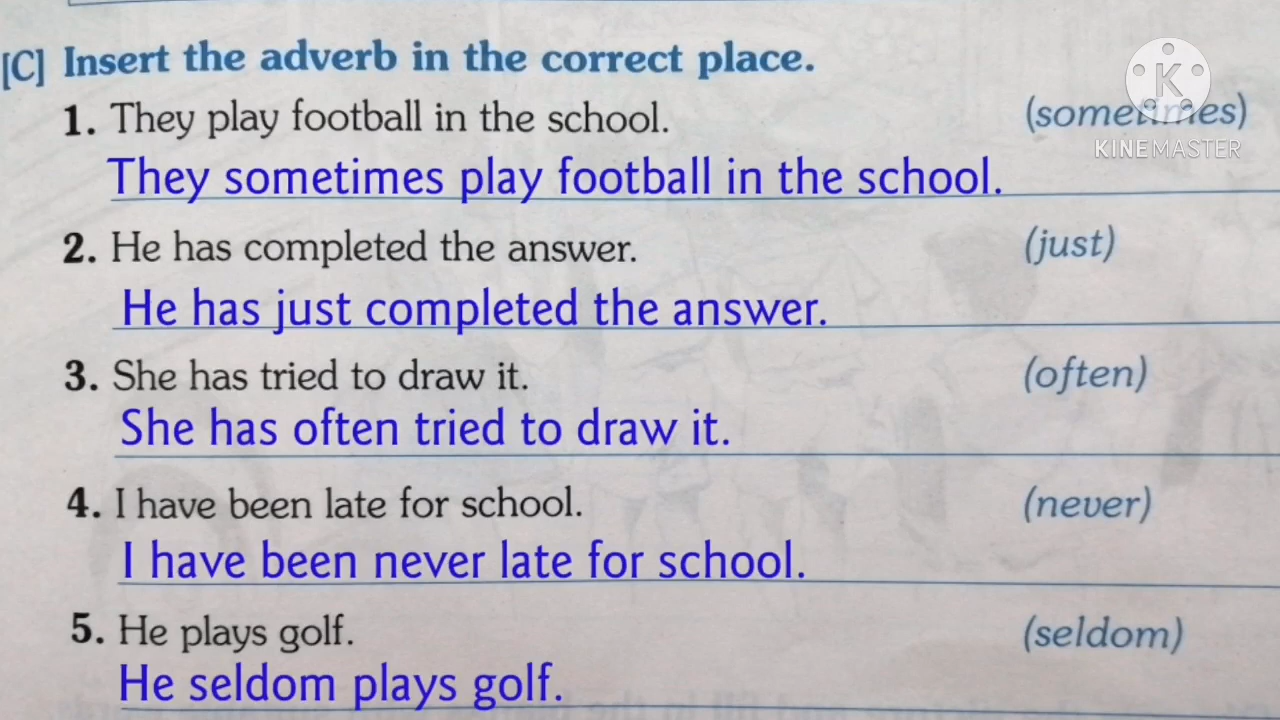 [C] Insert the adverb in the correct place.
1. They play football in the school. (sometimes)
K
KINEMASTER
They sometimes play football in the school.
2. He has completed the answer. (just)
He has just completed the answer.
3. She has tried to draw it. (often)
She has often tried to draw it.
4. I have been late for school. (never)
I have been never late for school.
5. He plays golf. (seldom)
He seldom plays golf.